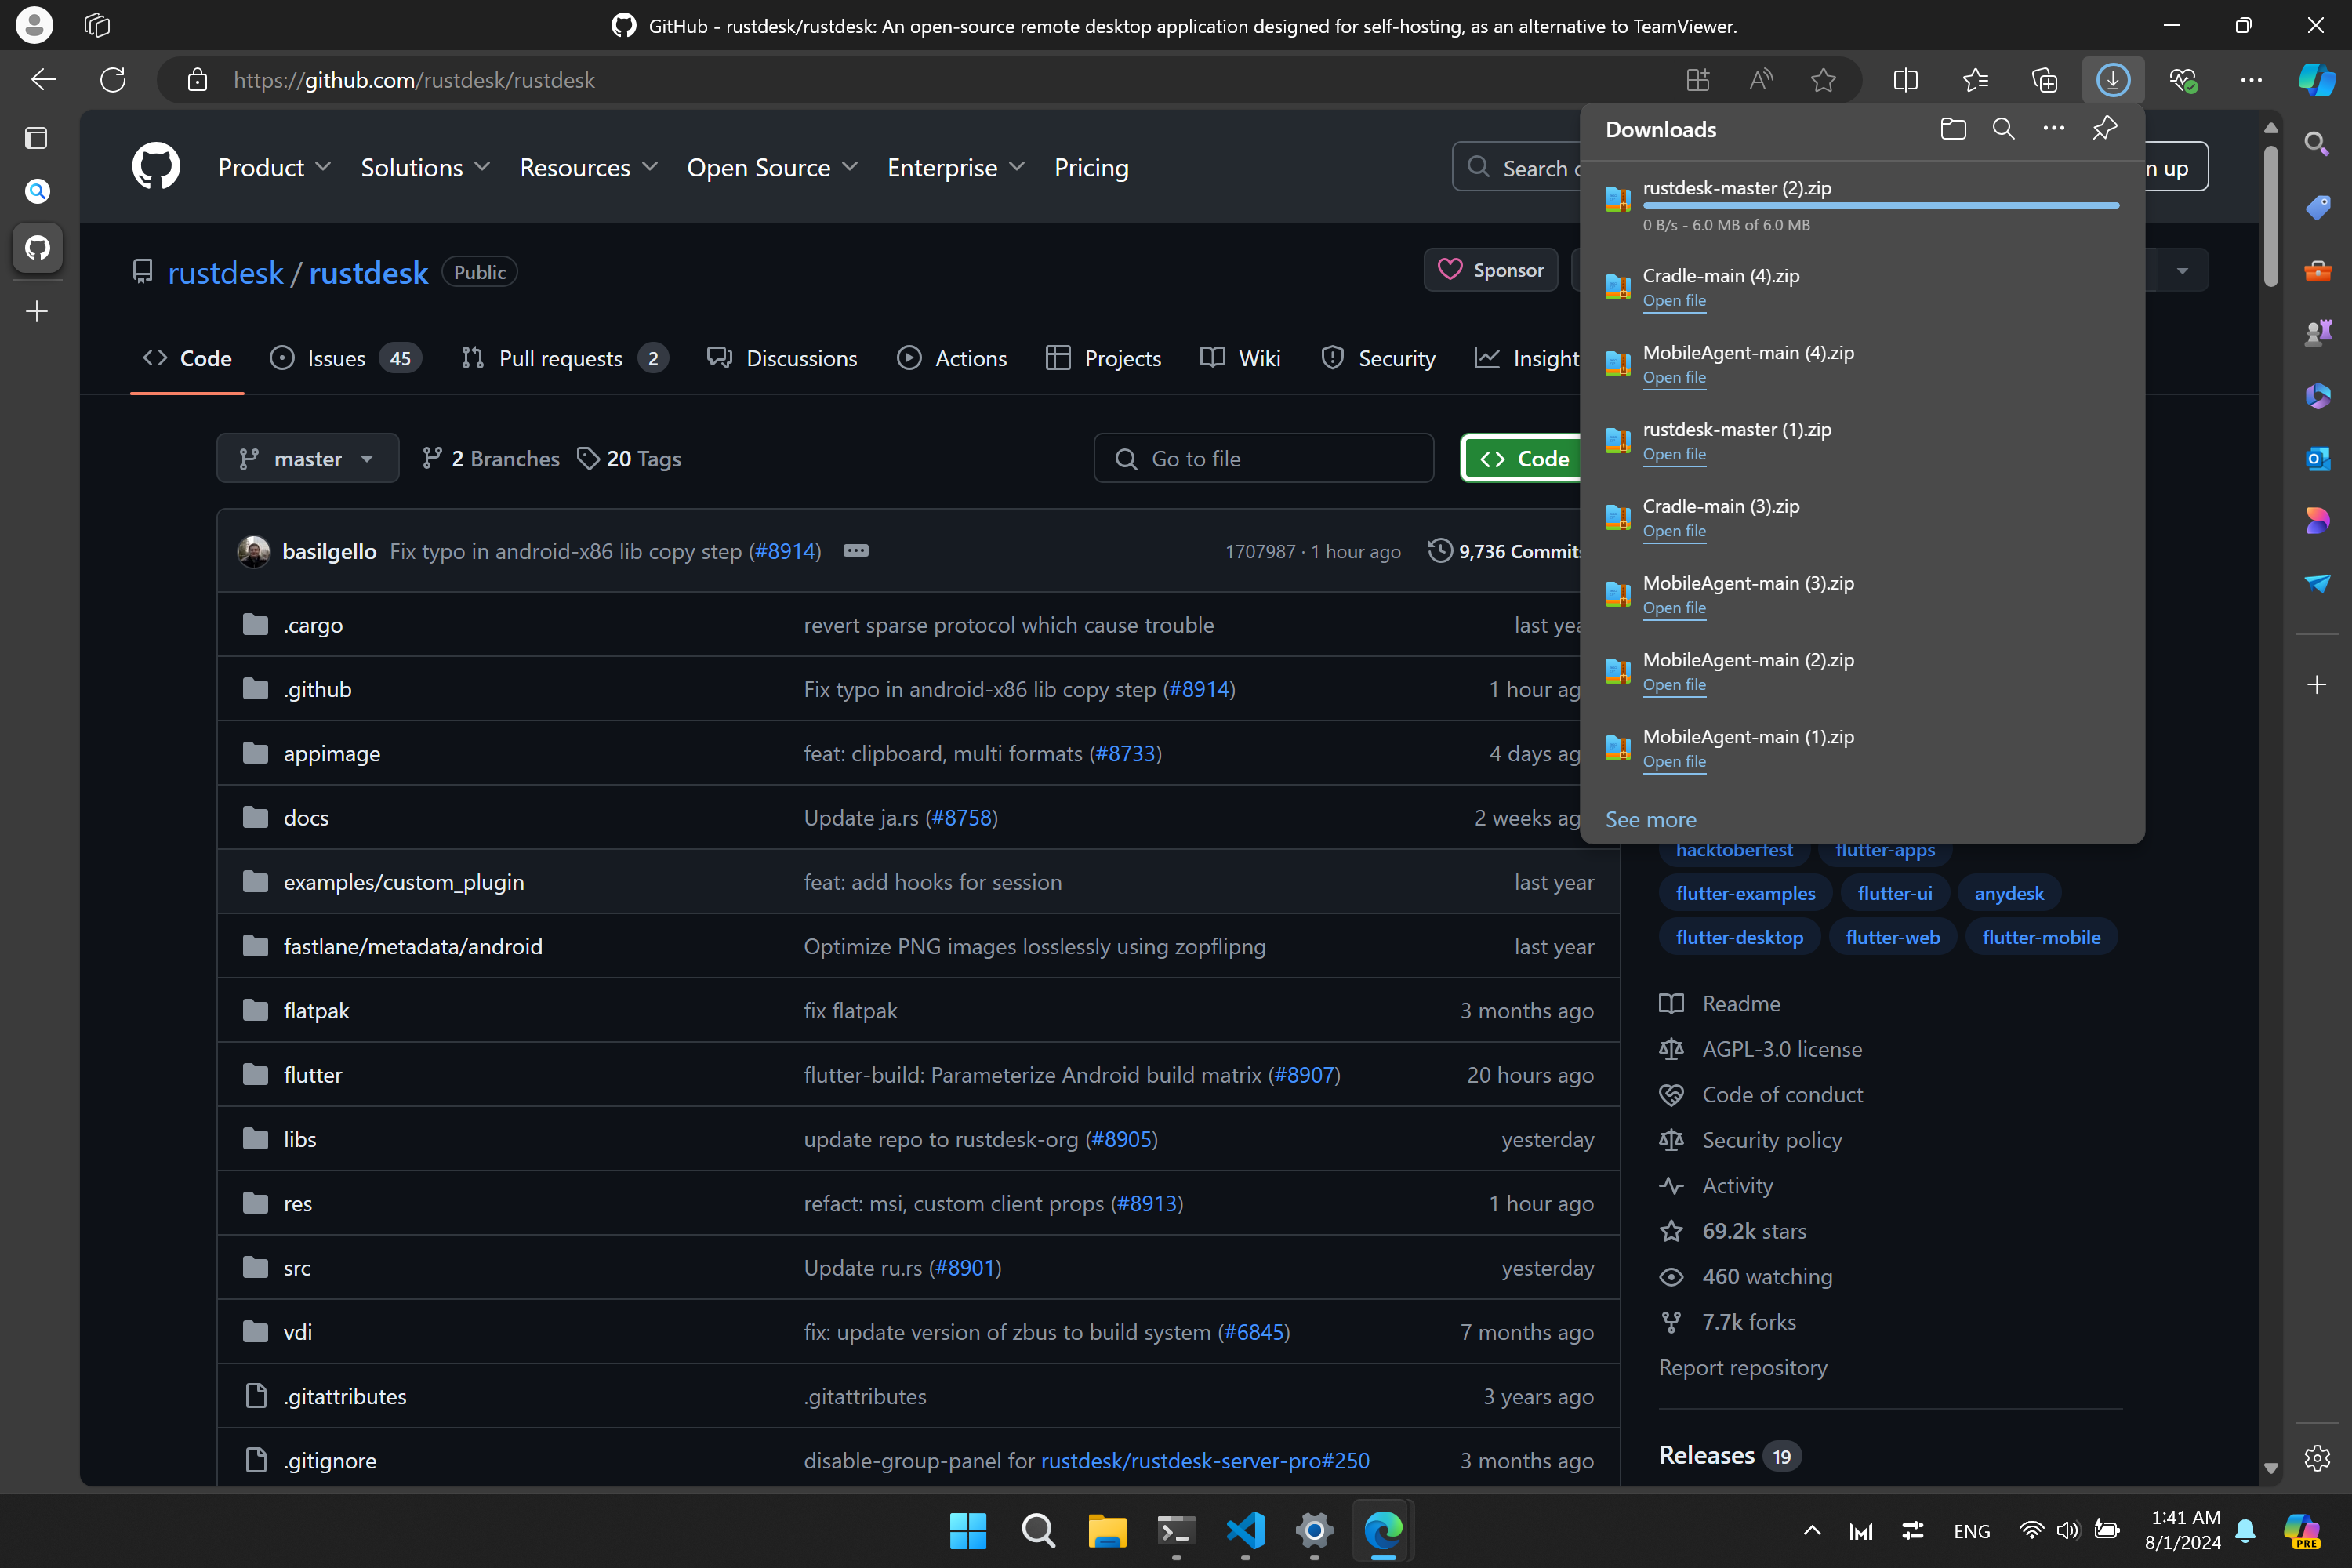 GitHub - rustdesk/rustdesk: An open-source remote desktop application designed for self-hosting, as an alternative to TeamViewer.
https://github.com/rustdesk/rustdesk
Product Solutions Resources Open Source Enterprise Pricing
Search
n up
rustdesk / rustdesk Public
Sponsor
Code Issues 45 Pull requests 2 Discussions Actions Projects Wiki Security Insight
master 2 Branches 20 Tags
Go to file
Code
basilgello Fix typo in android-x86 lib copy step (#8914) 1707987 · 1 hour ago 9,736 Commits
.cargo revert sparse protocol which cause trouble last yea
.github Fix typo in android-x86 lib copy step (#8914) 1 hour ag
appimage feat: clipboard, multi formats (#8733) 4 days ag
docs Update ja.rs (#8758) 2 weeks ag
examples/custom_plugin feat: add hooks for session last year
fastlane/metadata/android Optimize PNG images losslessly using zopflipng last year
flatpak fix flatpak 3 months ago
flutter flutter-build: Parameterize Android build matrix (#8907) 20 hours ago
libs update repo to rustdesk-org (#8905) yesterday
res refact: msi, custom client props (#8913) 1 hour ago
src Update ru.rs (#8901) yesterday
vdi fix: update version of zbus to build system (#6845) 7 months ago
.gitattributes .gitattributes 3 years ago
.gitignore disable-group-panel for rustdesk/rustdesk-server-pro#250 3 months ago
Downloads
rustdesk-master (2).zip
0 B/s - 6.0 MB of 6.0 MB
Cradle-main (4).zip
Open file
MobileAgent-main (4).zip
Open file
rustdesk-master (1).zip
Open file
Cradle-main (3).zip
Open file
MobileAgent-main (3).zip
Open file
MobileAgent-main (2).zip
Open file
MobileAgent-main (1).zip
Open file
See more
hacktoberfest flutter-apps
flutter-examples flutter-ui anydesk
flutter-desktop flutter-web flutter-mobile
Readme
AGPL-3.0 license
Code of conduct
Security policy
Activity
69.2k stars
460 watching
7.7k forks
Report repository
Releases 19
ENG
1:41 AM
8/1/2024
PRE